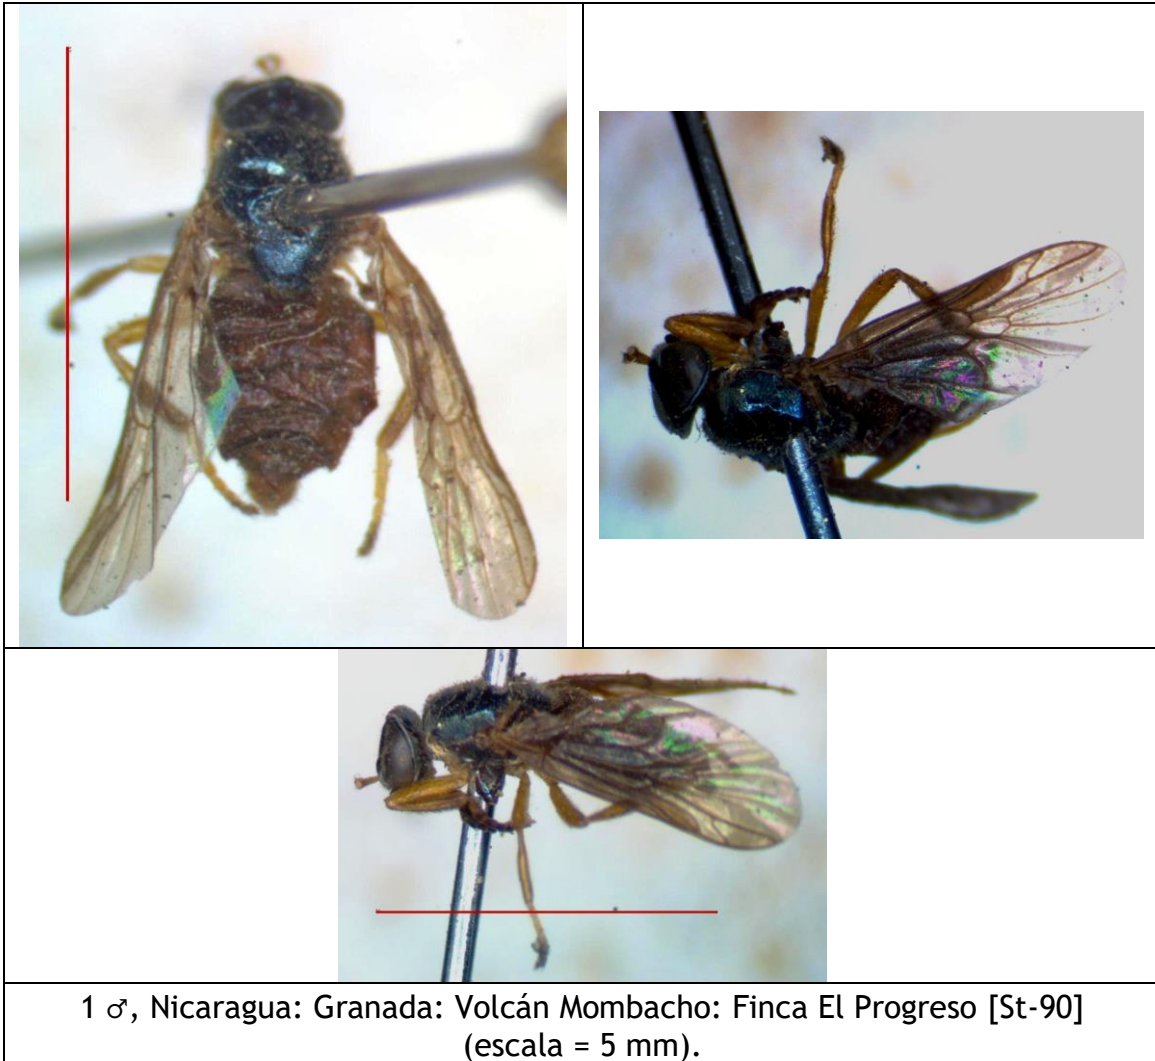 1 ♂, Nicaragua: Granada: Volcán Mombacho: Finca El Progreso [St-90]
(escala = 5 mm).